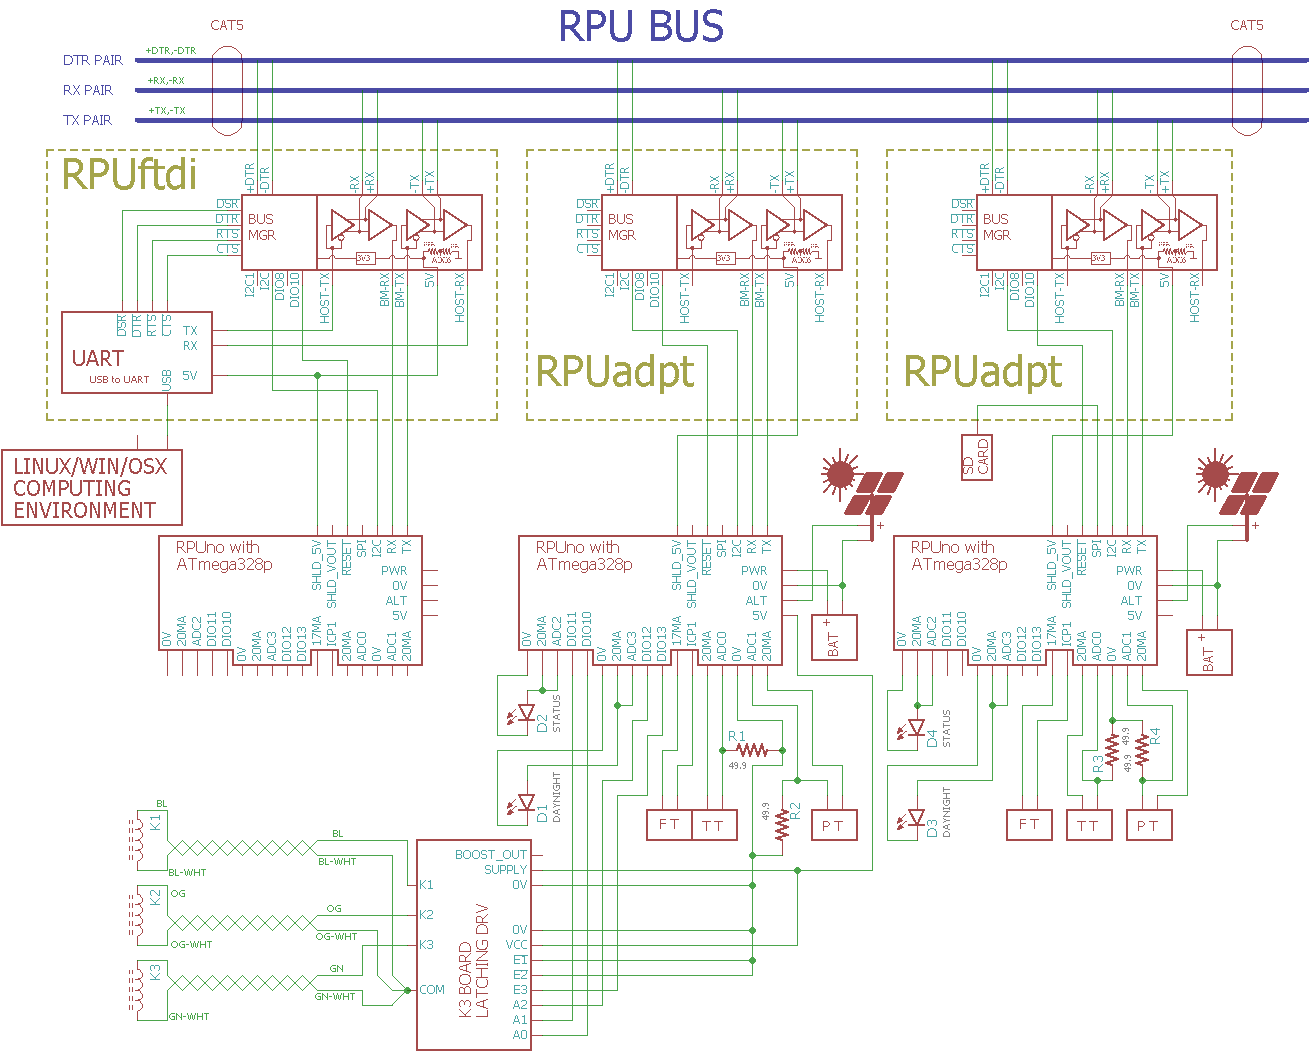 RPU BUS
CAT5
CAT5
DTR PAIR
+DTR,-DTR
RX PAIR
+RX,-RX
TX PAIR
+TX,-TX
RPUftdi
+DTR
-DTR
-RX
+RX
-TX
+TX
DSR
DTR
RTS
CTS
BUS
MGR
3V3
ADC6
I2C1
I2C
DIO8
DIO10
HOST-TX
BM-RX
BM-TX
5V
HOST-RX
DSR
DTR
RTS
CTS
TX
RX
UART
USB to UART
USB
5V
LINUX/WIN/OSX
COMPUTING
ENVIRONMENT
+DTR
-DTR
-RX
+RX
-TX
+TX
DSR
DTR
RTS
CTS
BUS
MGR
3V3
ADC6
I2C1
I2C
DIO8
DIO10
HOST-TX
BM-RX
BM-TX
5V
HOST-RX
RPUadpt
+DTR
-DTR
-RX
+RX
-TX
+TX
DSR
DTR
RTS
CTS
BUS
MGR
3V3
ADC6
I2C1
I2C
DIO8
DIO10
HOST-TX
BM-RX
BM-TX
5V
HOST-RX
RPUadpt
SD
CARD
RPUno with
ATmega328p
SHLD_5V
SHLD_VOUT
RESET
SPI
I2C
RX
TX
PWR
0V
ALT
5V
0V
20MA
ADC2
DIO11
DIO10
0V
20MA
ADC3
DIO12
DIO13
17MA
ICP1
20MA
ADC0
0V
ADC1
20MA
RPUno with
ATmega328p
SHLD_5V
SHLD_VOUT
RESET
SPI
I2C
RX
TX
PWR
0V
ALT
5V
0V
20MA
ADC2
DIO11
DIO10
0V
20MA
ADC3
DIO12
DIO13
17MA
ICP1
20MA
ADC0
0V
ADC1
20MA
+
+
BAT
RPUno with
ATmega328p
SHLD_5V
SHLD_VOUT
RESET
SPI
I2C
RX
TX
PWR
0V
ALT
5V
0V
20MA
ADC2
DIO11
DIO10
0V
20MA
ADC3
DIO12
DIO13
17MA
ICP1
20MA
ADC0
0V
ADC1
20MA
+
+
BAT
D2
STATUS
D1
DAYNIGHT
R1
49.9
R2
49.9
FT
TT
PT
D4
STATUS
D3
DAYNIGHT
R3
49.9
R4
49.9
FT
TT
PT
K1
BL
BL-WHT
BL
BL-WHT
K2
OG
OG-WHT
OG
OG-WHT
K3
GN-WHT
GN
GN-WHT
K1
K2
K3
COM
K3 BOARD
LATCHING DRV
BOOST_OUT
SUPPLY
0V
0V
VCC
E1
E2
E3
A2
A1
A0